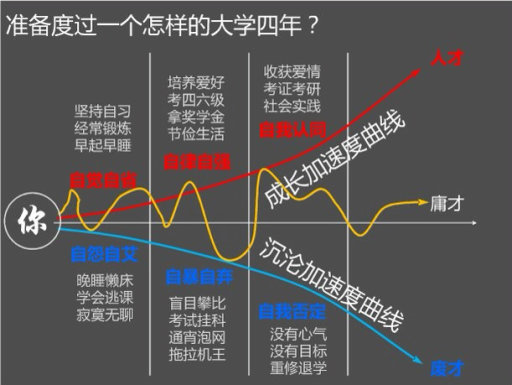 准备度过一个怎样的大学四年？
人才
收获爱情
考证考研
社会实践
自我认同
培养爱好
考四六级
拿奖学金
节俭生活
自律自强
坚持自习
经常锻炼
早起早睡
自觉自省
成长加速度曲线
你
庸才
沉沦加速度曲线
自怨自艾
晚睡懒床
学会逃课
寂寞无聊
自暴自弃
盲目攀比
考试挂科
通宵泡网
拖拉机王
自我否定
没有心气
没有目标
重修退学
废才